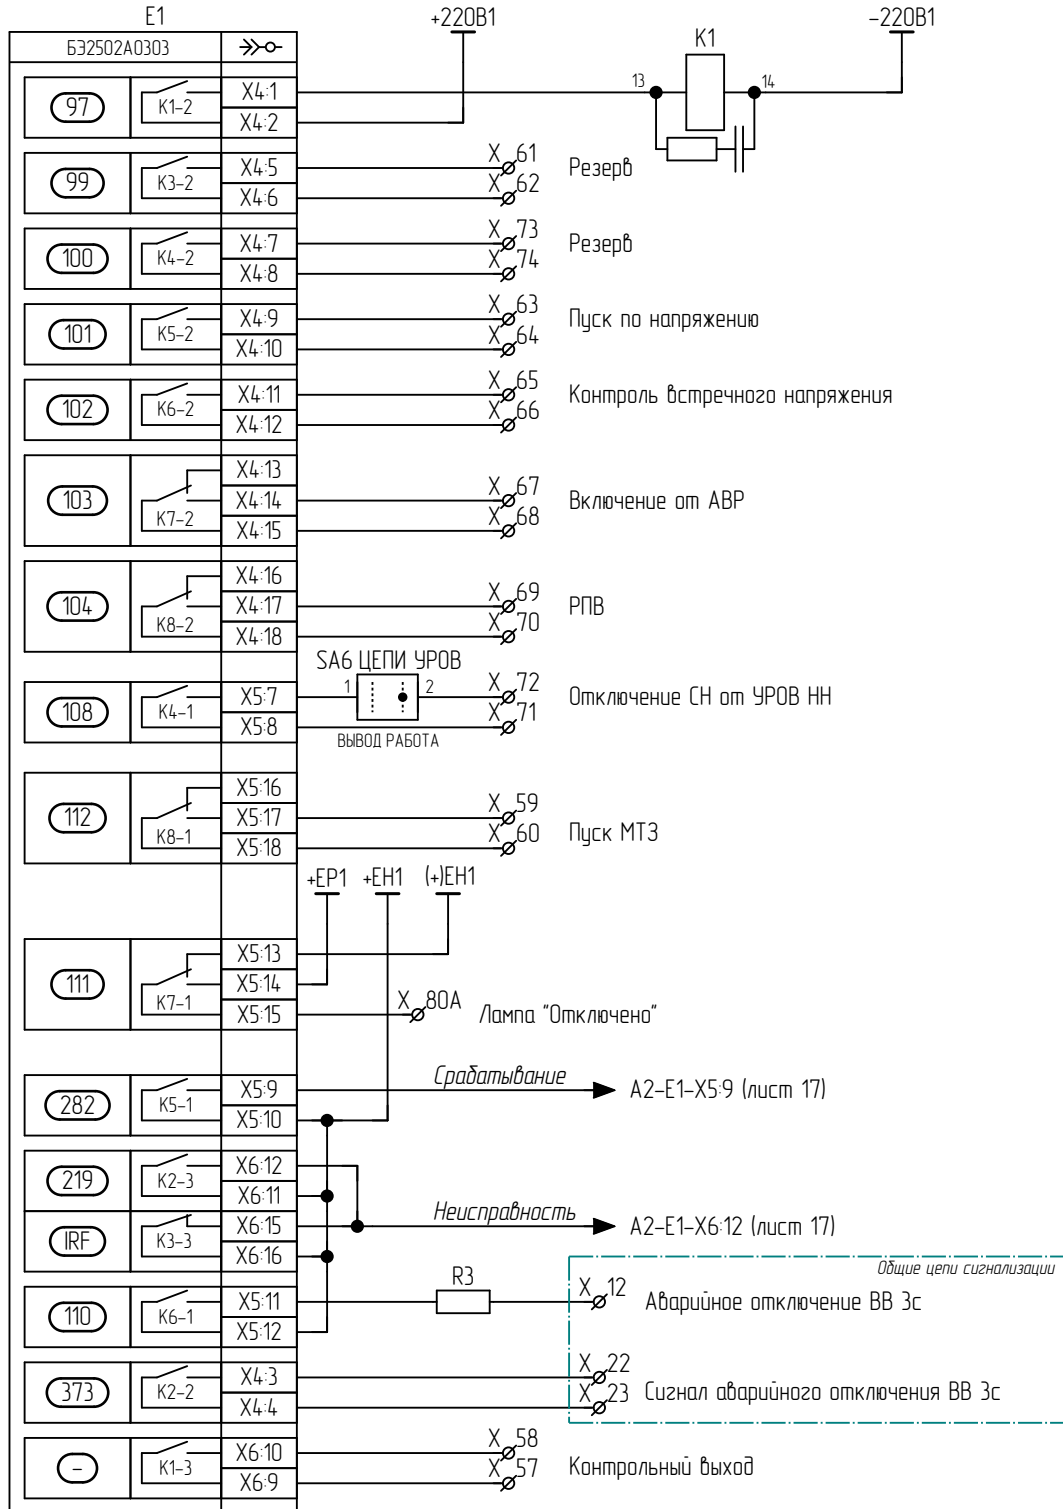 E1
+220В1
-220В1
БЭ2502А0303
K1
13
14
97
K1-2
X4:1
X4:2
99
K3-2
X4:5
X4:6
X 61
X 62
Резерв
100
K4-2
X4:7
X4:8
X 73
X 74
Резерв
101
K5-2
X4:9
X4:10
X 63
X 64
Пуск по напряжению
102
K6-2
X4:11
X4:12
X 65
X 66
Контроль встречного напряжения
103
K7-2
X4:13
X4:14
X4:15
X 67
X 68
Включение от АВР
104
K8-2
X4:16
X4:17
X4:18
X 69
X 70
РПВ
SA6 ЦЕПИ УРОВ
108
K4-1
X5:7
X5:8
1
2
ВЫВОД РАБОТА
X 72
X 71
Отключение СН от УРОВ НН
112
K8-1
X5:16
X5:17
X5:18
X 59
X 60
Пуск МТЗ
+EP1
+EH1
(+)EH1
111
K7-1
X5:13
X5:14
X5:15
X 80A
Лампа "Отключено"
282
K5-1
X5:9
X5:10
Срабатывание
A2-E1-X5:9 (лист 17)
219
K2-3
X6:12
X6:11
IRF
K3-3
X6:15
X6:16
Неисправность
A2-E1-X6:12 (лист 17)
Общие цепи сигнализации
110
K6-1
X5:11
X5:12
R3
X 12
Аварийное отключение ВВ 3с
373
K2-2
X4:3
X4:4
X 22
X 23
Сигнал аварийного отключения ВВ 3с
-
K1-3
X6:10
X6:9
X 58
X 57
Контрольный выход